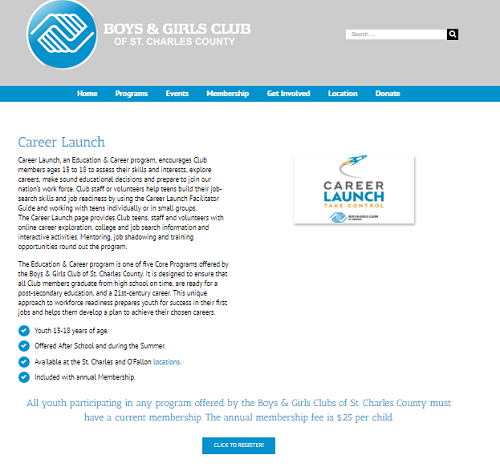 BOYS & GIRLS CLUB
OF ST. CHARLES COUNTY
Search ...
Home Programs Events Membership Get Involved Location Donate
Career Launch
Career Launch, an Education & Career program, encourages Club
members ages 13 to 18 to assess their skills and interests, explore
careers, make sound educational decisions and prepare to join our
nation's work force. Club staff or volunteers help teens build their job-
search skills and job readiness by using the Career Launch Facilitator
Guide and working with teens individually or in small groups.
The Career Launch page provides Club teens, staff and volunteers with
online career exploration, college and job search information and
interactive activities. Mentoring, job shadowing and training
opportunities round out the program.
CAREER
LAUNCH
TAKE CONTROL
BOYS & GIRLS CLUBS
The Education & Career program is one of five Core Programs offered by
the Boys & Girls Club of St. Charles County. It is designed to ensure that
all Club members graduate from high school on time, are ready for a
post-secondary education, and a 21st-century career. This unique
approach to workforce readiness prepares youth for success in their first
jobs and helps them develop a plan to achieve their chosen careers.
Youth 13-18 years of age.
Offered After School and during the Summer.
Available at the St. Charles and O'Fallon locations.
Included with annual Membership.
All youth participating in any program offered by the Boys & Girls Clubs of St. Charles County must
have a current membership. The annual membership fee is $25 per child.
CLICK TO REGISTER!